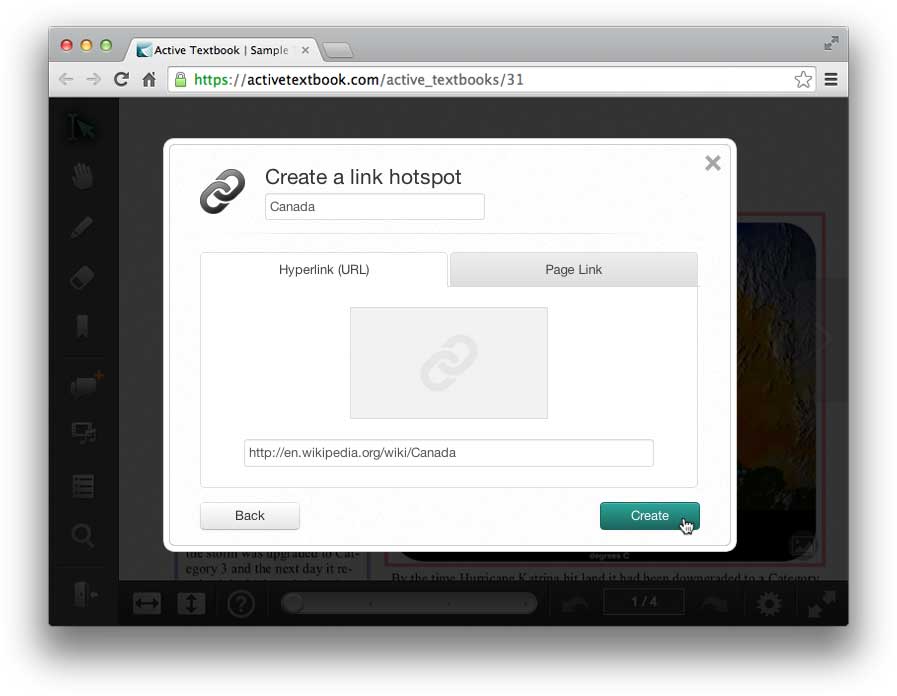 Active Textbook | Sample
https://activetextbook.com/active_textbooks/31
Create a link hotspot
Canada
Hyperlink (URL)
Page Link
http://en.wikipedia.org/wiki/Canada
Back
Create
degrees C
the storm was upgraded to Cat-
egory 3 and the next day it re-
By the time Hurricane Katrina hit land it had been downgraded to a Category
1 / 4